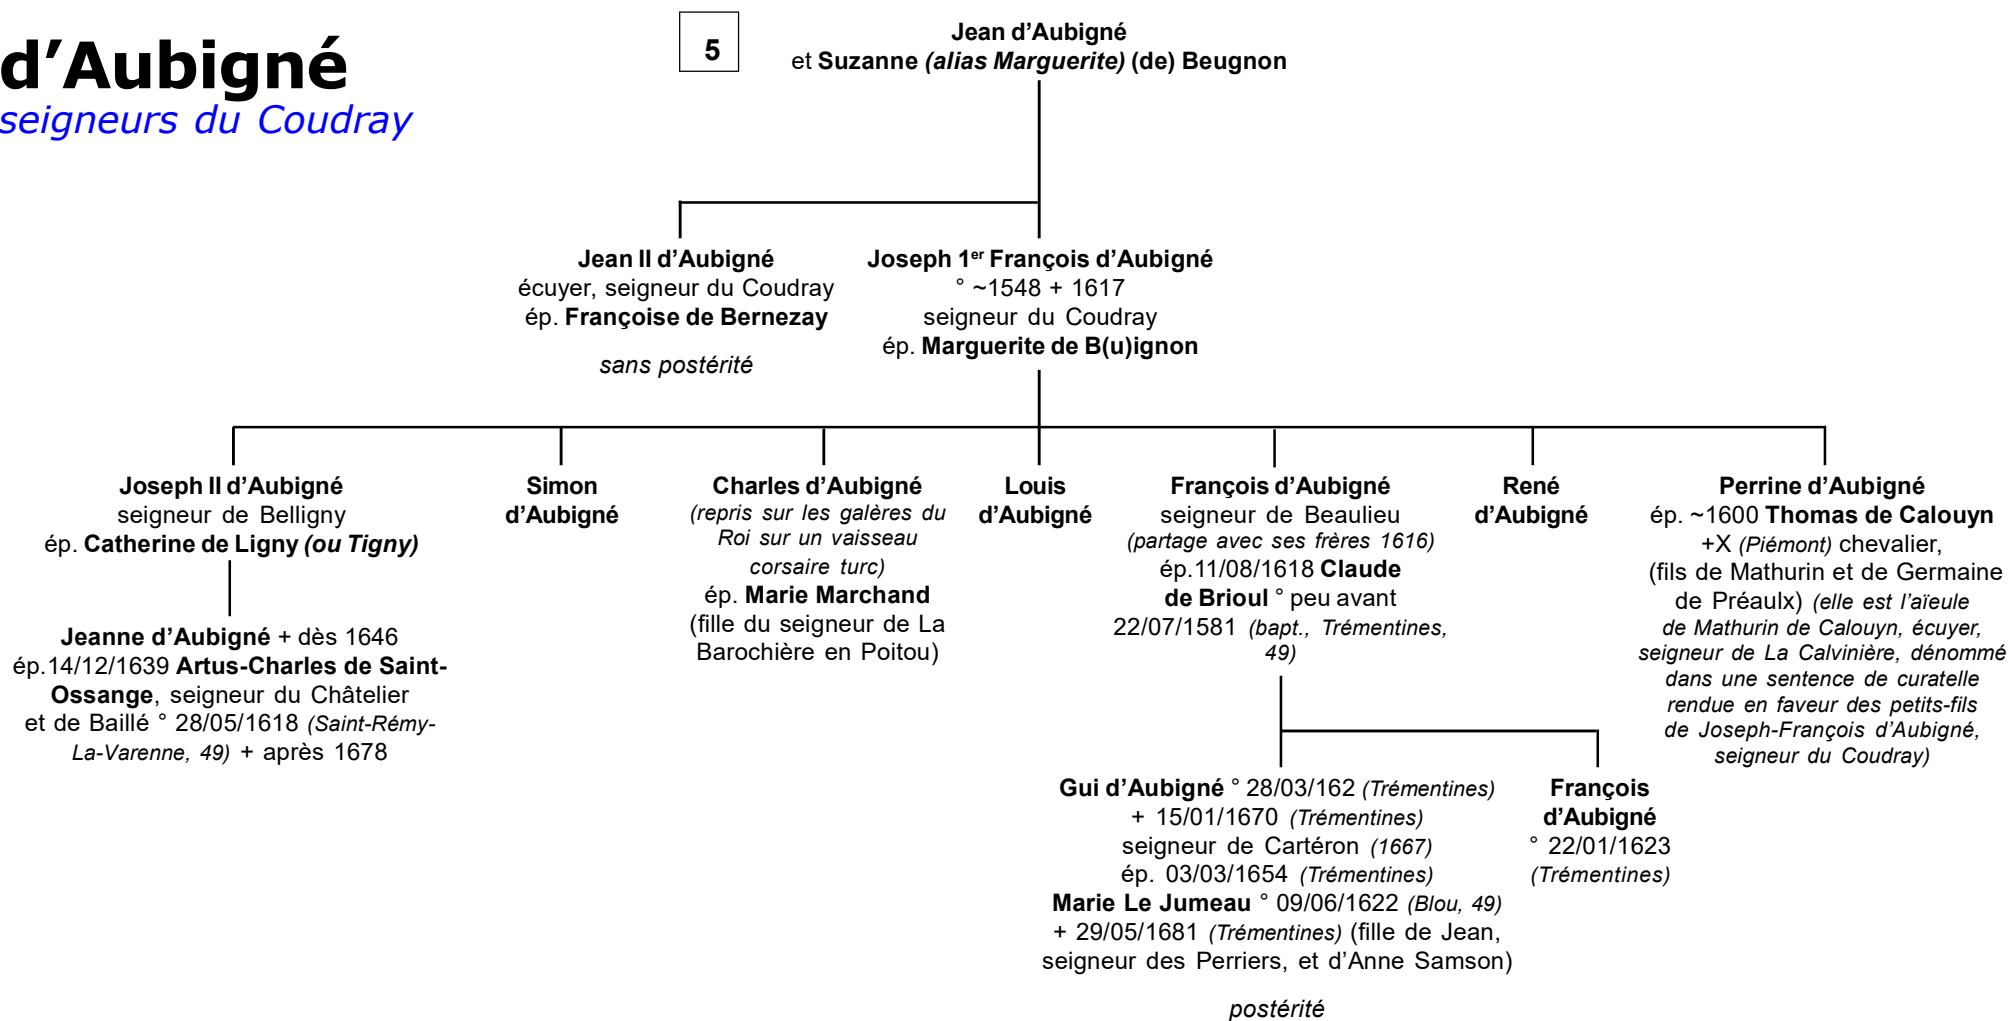 d’Aubigné
seigneurs du Coudray
5
Jean d’Aubigné
et Suzanne (alias Marguerite) (de) Beugnon
Jean II d’Aubigné
écuyer, seigneur du Coudray
ép. Françoise de Bernezay
sans postérité
Joseph 1er François d’Aubigné
° ~1548 + 1617
seigneur du Coudray
ép. Marguerite de B(u)ignon
Joseph II d’Aubigné
seigneur de Belligny
ép. Catherine de Ligny (ou Tigny)
Jeanne d’Aubigné + dès 1646
ép.14/12/1639 Artus-Charles de Saint-
Ossange, seigneur du Châtelier
et de Baillé ° 28/05/1618 (Saint-Rémy-
La-Varenne, 49) + après 1678
Simon
d’Aubigné
Charles d’Aubigné
(repris sur les galères du
Roi sur un vaisseau
corsaire turc)
ép. Marie Marchand
(fille du seigneur de La
Barochière en Poitou)
Louis
d’Aubigné
François d’Aubigné
seigneur de Beaulieu
(partage avec ses frères 1616)
ép.11/08/1618 Claude
de Brioul ° peu avant
22/07/1581 (bapt., Trémentines,
49)
Gui d’Aubigné ° 28/03/162 (Trémentines)
+ 15/01/1670 (Trémentines)
seigneur de Cartéron (1667)
ép. 03/03/1654 (Trémentines)
Marie Le Jumeau ° 09/06/1622 (Blou, 49)
+ 29/05/1681 (Trémentines) (fille de Jean,
seigneur des Perriers, et d’Anne Samson)
postérité
François
d’Aubigné
° 22/01/1623
(Trémentines)
René
d’Aubigné
Perrine d’Aubigné
ép. ~1600 Thomas de Calouyn
+X (Piémont) chevalier,
(fils de Mathurin et de Germaine
de Préaulx) (elle est l’aïeule
de Mathurin de Calouyn, écuyer,
seigneur de La Calvinière, dénommé
dans une sentence de curatelle
rendue en faveur des petits-fils
de Joseph-François d’Aubigné,
seigneur du Coudray)